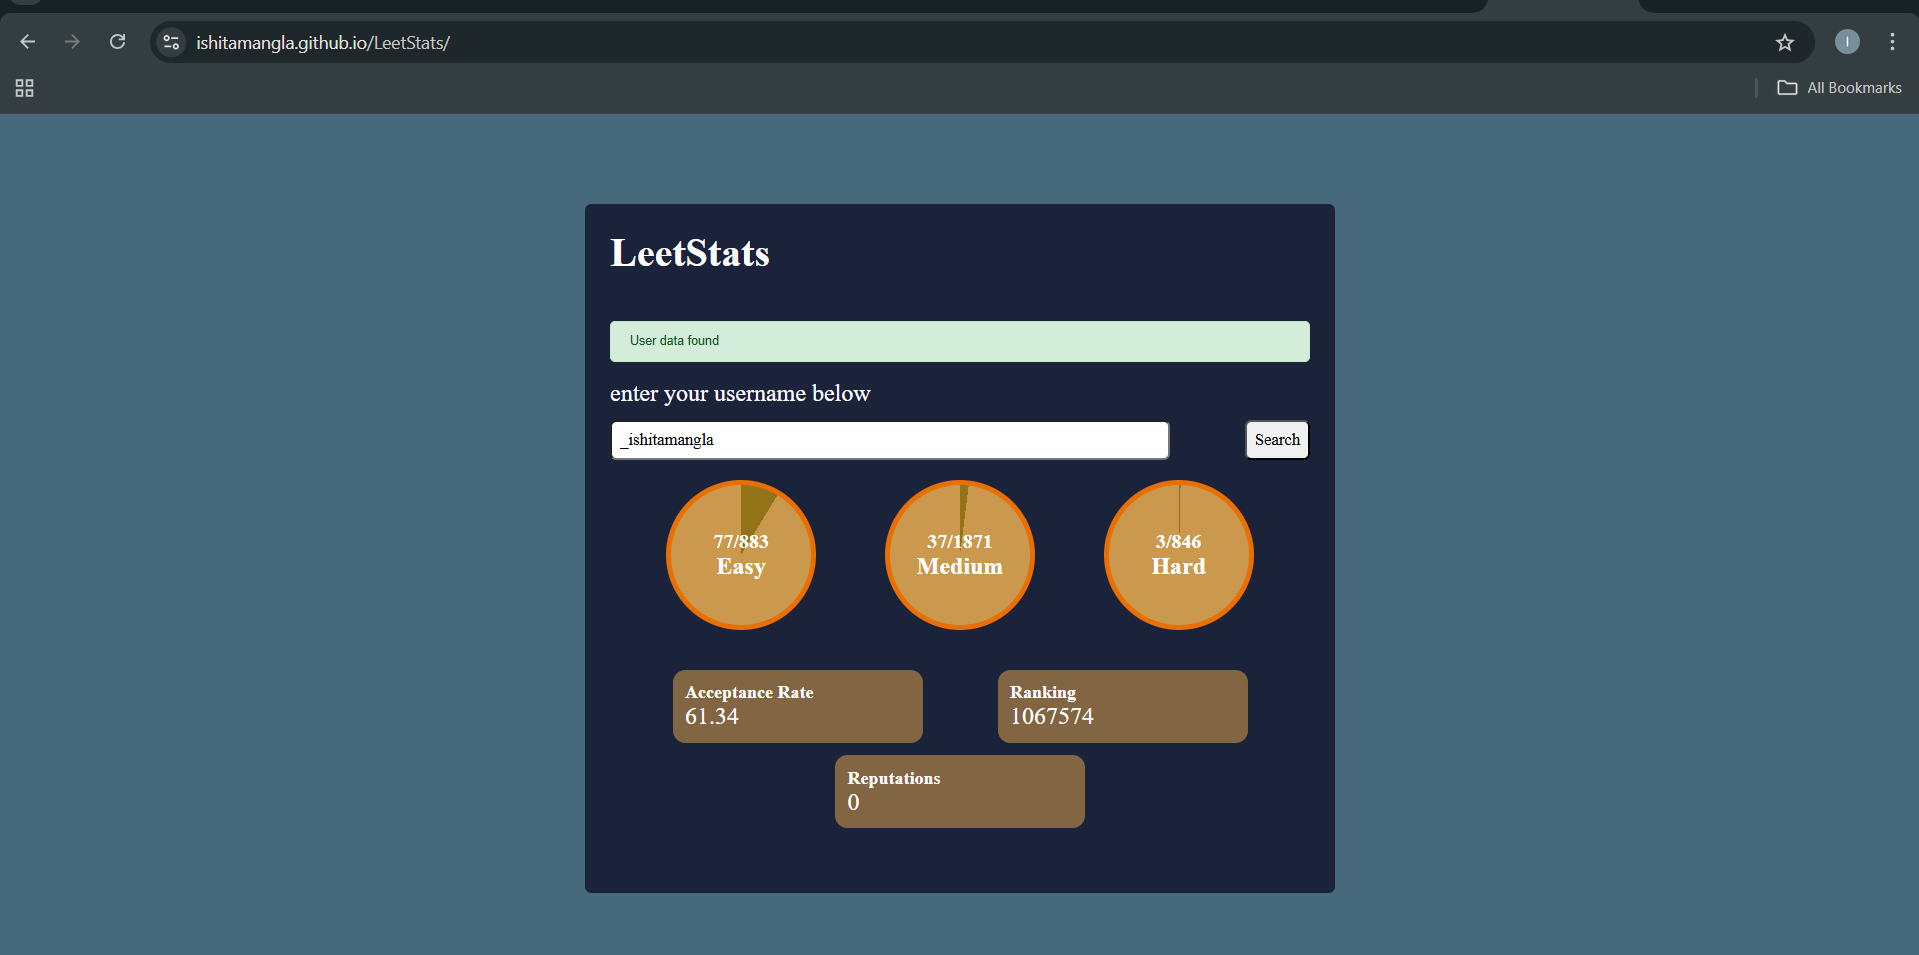 ishitamangla.github.io/LeetStats/
I
All Bookmarks
LeetStats
User data found
enter your username below
_ishitamangla
Search
77/883
Easy
37/1871
Medium
3/846
Hard
Acceptance Rate
61.34
Ranking
1067574
Reputations
0